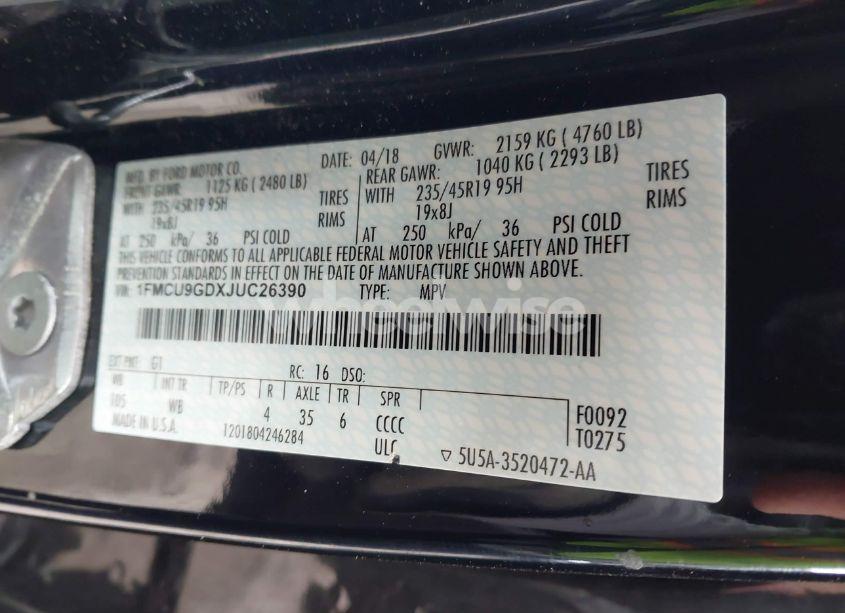 MFD. BY FORD MOTOR CO. DATE: 04/18 GVWR: 2159 KG ( 4760 LB)
FRONT GAWR: 1125 KG ( 2480 LB) REAR GAWR: 1040 KG ( 2293 LB)
WITH 235/45R19 95H TIRES WITH 235/45R19 95H TIRES
19x8J RIMS 19x8J RIMS
AT 250 kPa/ 36 PSI COLD AT 250 kPa/ 36 PSI COLD
THIS VEHICLE CONFORMS TO ALL APPLICABLE FEDERAL MOTOR VEHICLE SAFETY AND THEFT
PREVENTION STANDARDS IN EFFECT ON THE DATE OF MANUFACTURE SHOWN ABOVE.
VIN: 1FMCU9GDXJUC26390 TYPE: MPV
wheelwise
EXT PNT: G1 RC: 16 DSO:
WB INT TR TP/PS R AXLE TR SPR
105 WB 4 35 6 CCCC F0092
MADE IN U.S.A. 1201804246284 ULC T0275
5U5A-3520472-AA